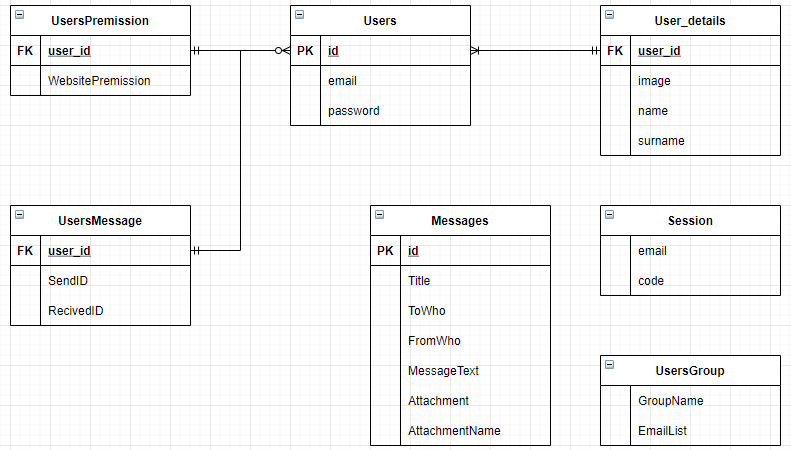 UsersPremission
FK user_id
WebsitePremission
Users
PK id
email
password
User_details
FK user_id
image
name
surname
UsersMessage
FK user_id
SendID
RecivedID
Messages
PK id
Title
ToWho
FromWho
MessageText
Attachment
AttachmentName
Session
email
code
UsersGroup
GroupName
EmailList